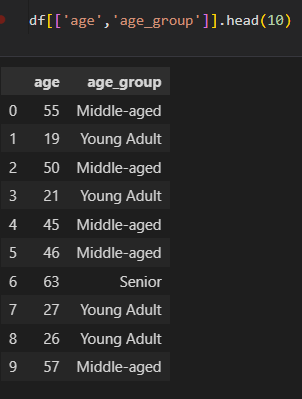 df[['age','age_group']].head(10)
age age_group
0 55 Middle-aged
1 19 Young Adult
2 50 Middle-aged
3 21 Young Adult
4 45 Middle-aged
5 46 Middle-aged
6 63 Senior
7 27 Young Adult
8 26 Young Adult
9 57 Middle-aged